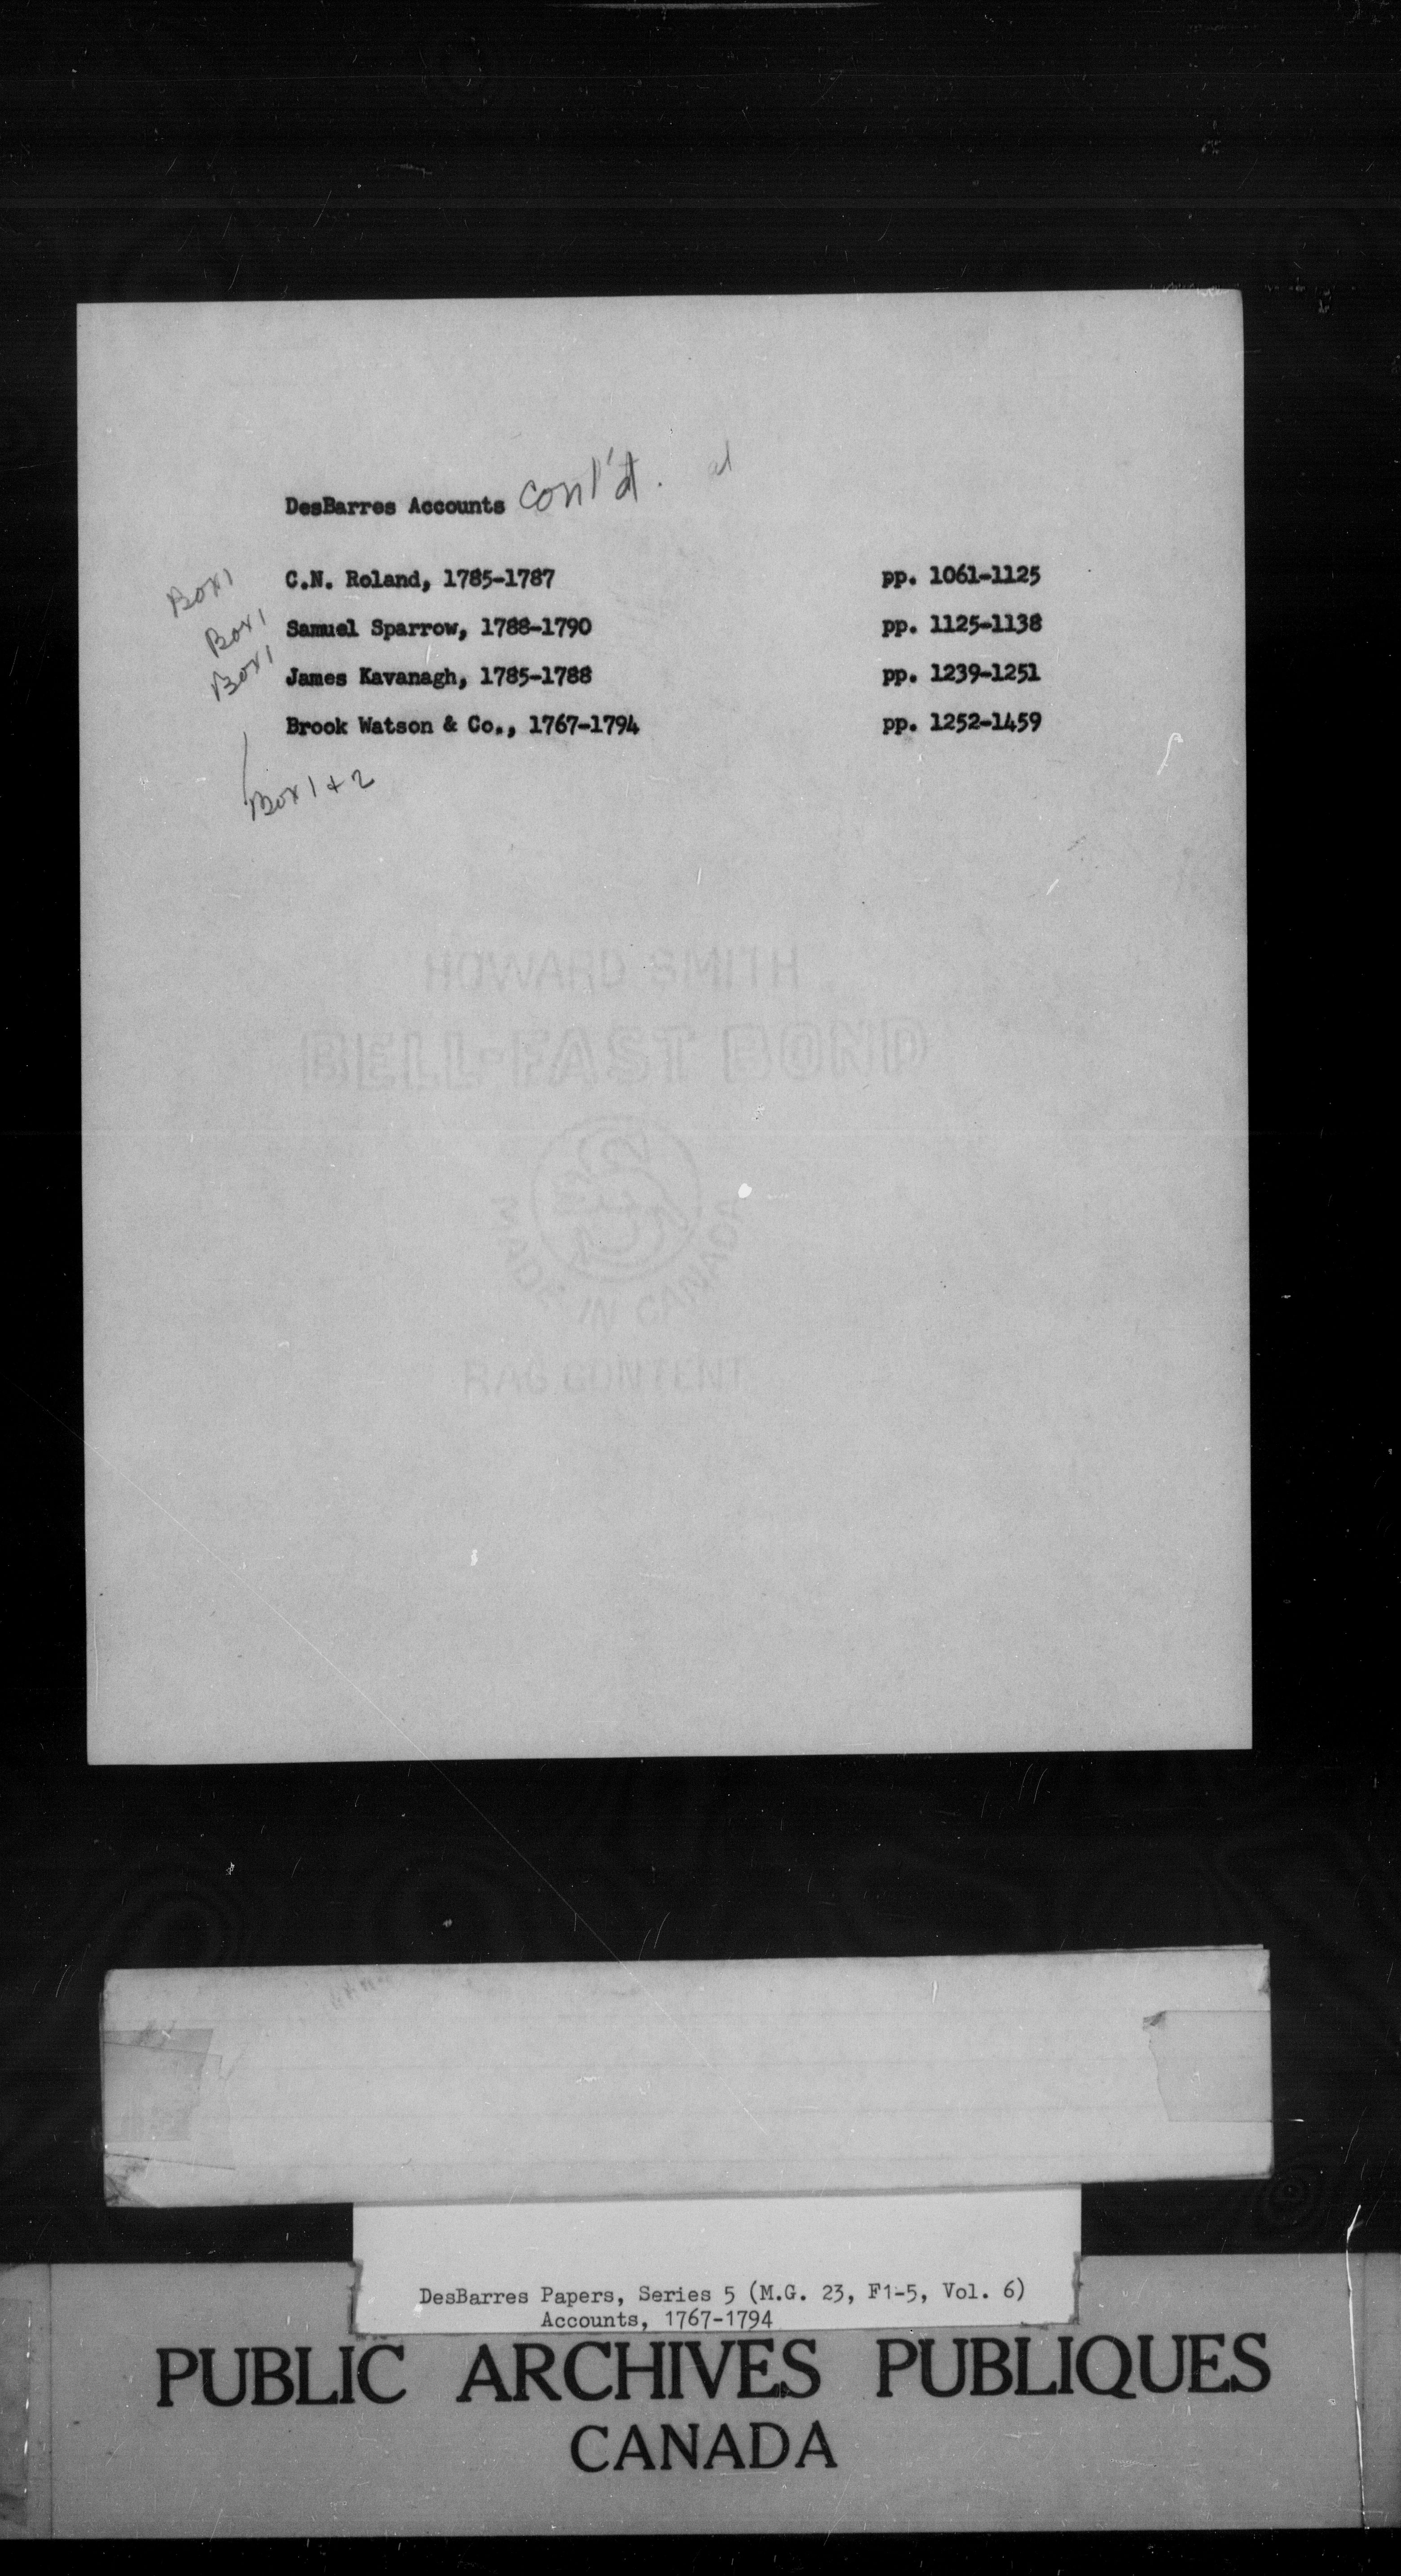 DesBarres Accounts cont'd.
Box 1 C.N. Roland, 1785-1787 pp. 1061-1125
Box 1 Samuel Sparrow, 1788-1790 pp. 1125-1138
Box 1 James Kavanagh, 1785-1788 pp. 1239-1251
Brook Watson & Co., 1767-1794 pp. 1252-1459
Box 1 + 2
HOWARD SMITH
BELL-FAST BOND
MADE IN CANADA
RAG CONTENT
DesBarres Papers, Series 5 (M.G. 23, F1-5, Vol. 6)
Accounts, 1767-1794
PUBLIC ARCHIVES PUBLIQUES
CANADA